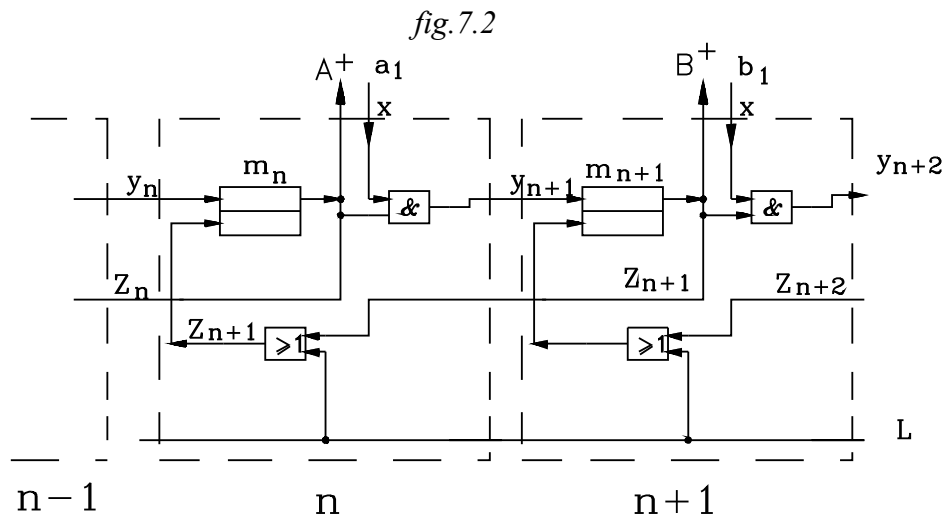 fig.7.2
A+ a1 B+ b1
x x
yn mn yn+1 mn+1 yn+2
& &
Zn Zn+1 Zn+2
Zn+1 ⩾1 ⩾1
L
n-1 n n+1